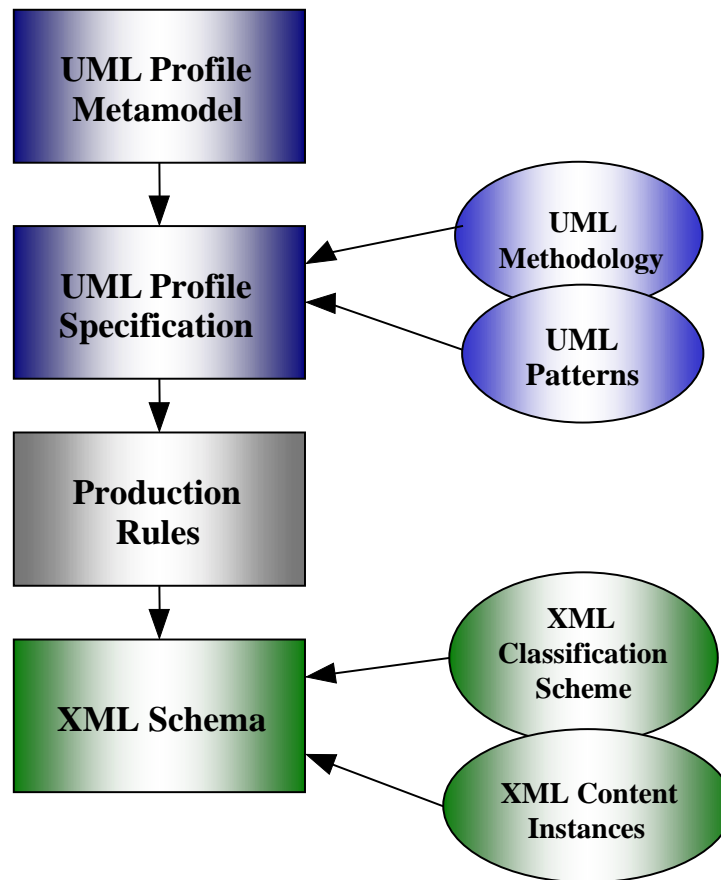 UML Profile
Metamodel
UML Profile
Specification
UML
Methodology
UML
Patterns
Production
Rules
XML Schema
XML
Classification
Scheme
XML Content
Instances